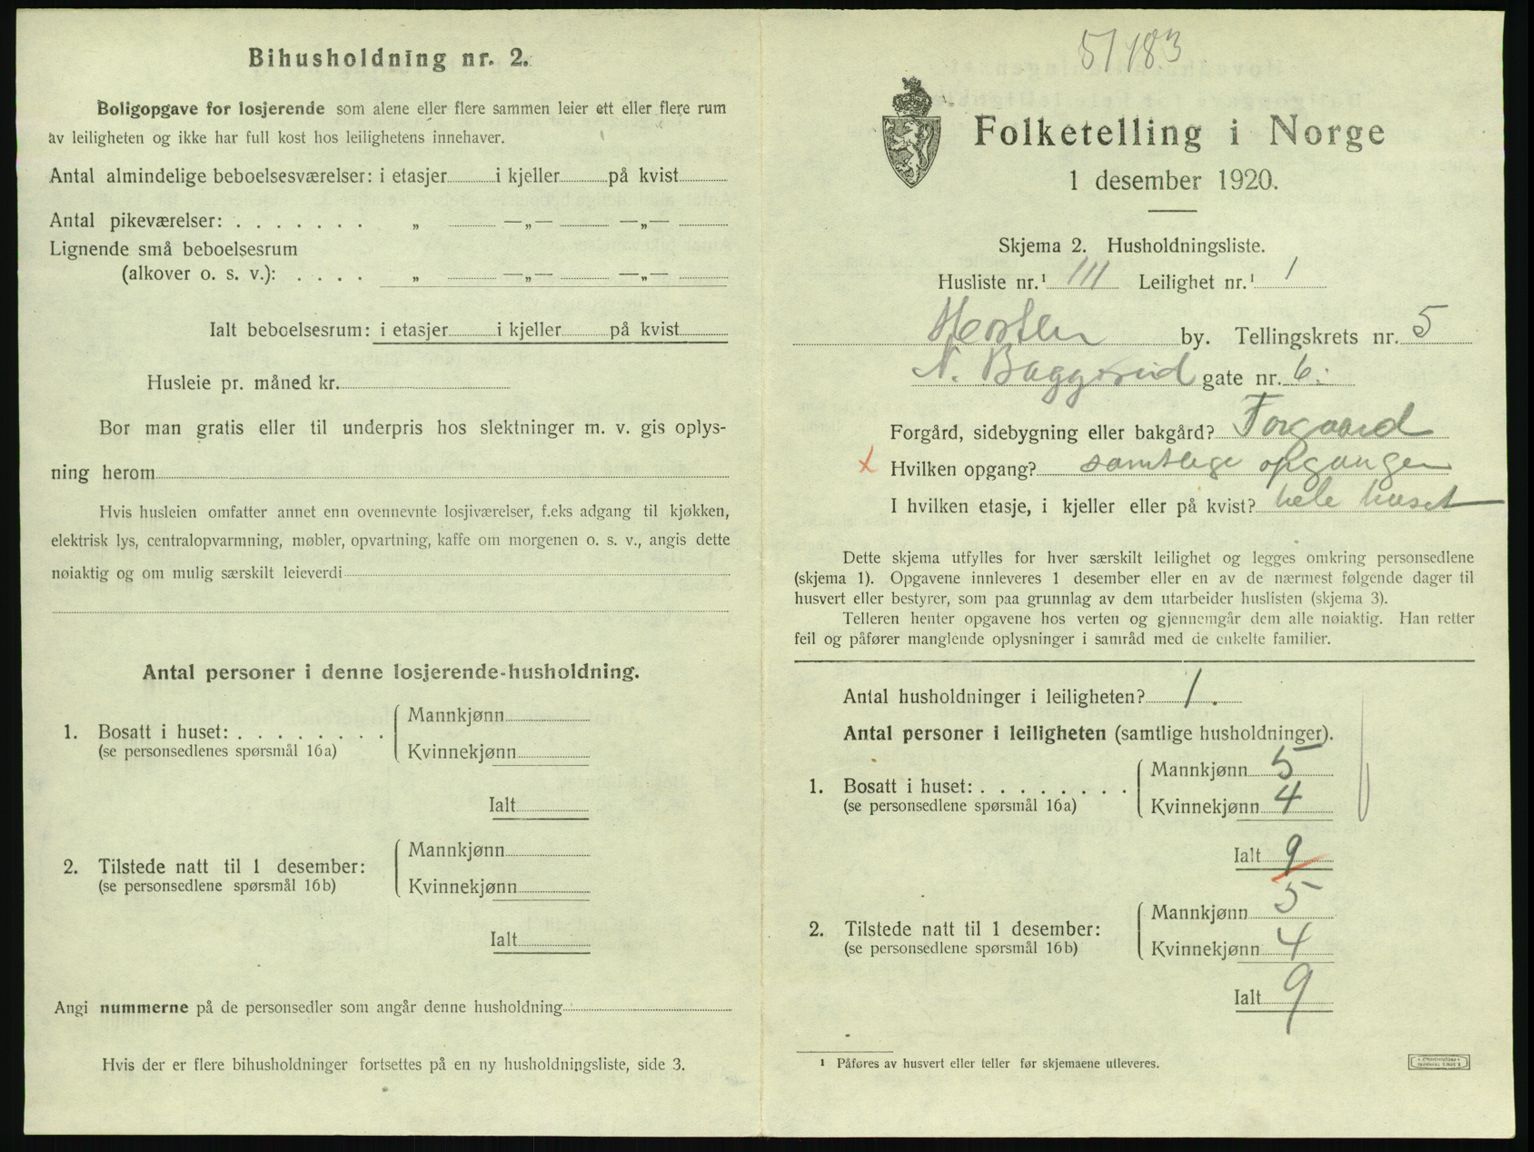 Bihusholdning nr. 2.
Boligopgave for losjerende som alene eller flere sammen leier ett eller flere rum
av leiligheten og ikke har full kost hos leilighetens innehaver.
Antal almindelige beboelsesværelser: i etasjer i kjeller på kvist
Antal pikeværelser: . . . . . . . „ —„— —„—
Lignende små beboelsesrum
(alkover o. s. v.): . . . . „ —„— —„—
Ialt beboelsesrum: i etasjer i kjeller på kvist
Husleie pr. måned kr.
Bor man gratis eller til underpris hos slektninger m. v. gis oplys-
ning herom
Hvis husleien omfatter annet enn ovennevnte losjiværelser, f.eks adgang til kjøkken,
elektrisk lys, centralopvarmning, møbler, opvartning, kaffe om morgenen o. s. v., angis dette
nøiaktig og om mulig særskilt leieverdi
Antal personer i denne losjerende-husholdning.
1. Bosatt i huset: . . . . . . . .
(se personsedlenes spørsmål 16a)
Mannkjønn
Kvinnekjønn
Ialt
2. Tilstede natt til 1 desember:
(se personsedlene spørsmål 16b)
Mannkjønn
Kvinnekjønn
Ialt
Angi nummerne på de personsedler som angår denne husholdning
Hvis der er flere bihusholdninger fortsettes på en ny husholdningsliste, side 3.
51/183
Folketelling i Norge
1 desember 1920.
Skjema 2. Husholdningsliste.
Husliste nr.¹ 111 Leilighet nr.¹ 1
Horten by. Tellingskrets nr. 5
N. Baggerud gate nr. 6.
Forgård, sidebygning eller bakgård? Forgaard
x Hvilken opgang? samtlige opganger
I hvilken etasje, i kjeller eller på kvist? hele huset
Dette skjema utfylles for hver særskilt leilighet og legges omkring personsedlene
(skjema 1). Opgavene innleveres 1 desember eller en av de nærmest følgende dager til
husvert eller bestyrer, som paa grunnlag av dem utarbeider huslisten (skjema 3).
Telleren henter opgavene hos verten og gjennemgår dem alle nøiaktig. Han retter
feil og påfører manglende oplysninger i samråd med de enkelte familier.
Antal husholdninger i leiligheten? 1.
Antal personer i leiligheten (samtlige husholdninger).
1. Bosatt i huset: . . . . . . . .
(se personsedlene spørsmål 16a)
Mannkjønn 5
Kvinnekjønn 4
Ialt 9
2. Tilstede natt til 1 desember:
(se personsedlene spørsmål 16b)
Mannkjønn 5
Kvinnekjønn 4
Ialt 9
¹ Påføres av husvert eller teller før skjemaene utleveres.